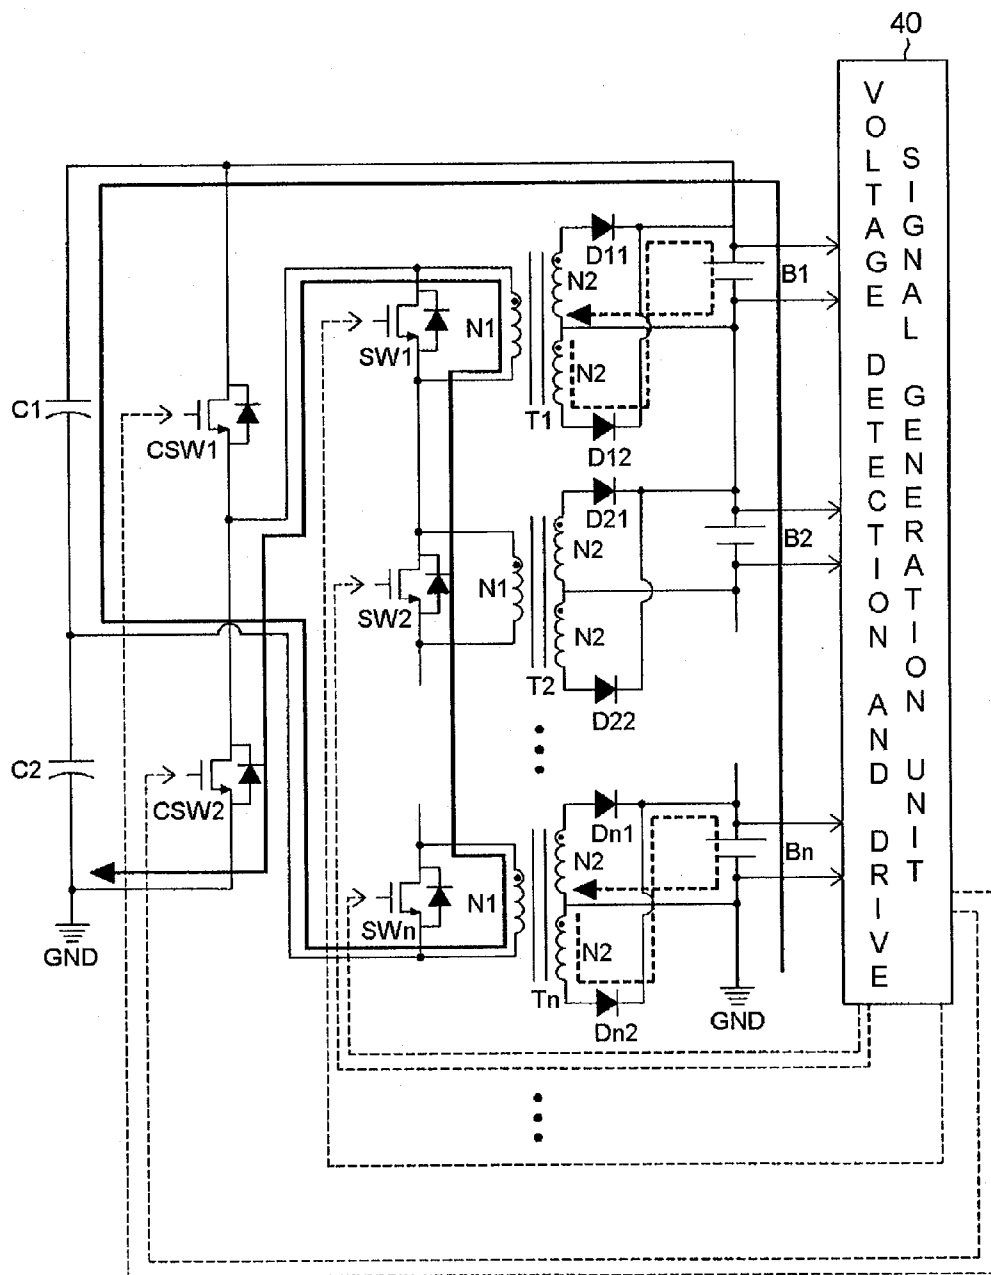 40
VOLTAGE DETECTION AND DRIVE
SIGNAL GENERATION UNIT
D11
B1
N2
N1
SW1
N2
C1
T1
CSW1
D12
D21
B2
N2
N1
SW2
N2
T2
D22
C2
CSW2
Dn1
Bn
N2
N1
SWn
N2
GND
Tn
Dn2
GND